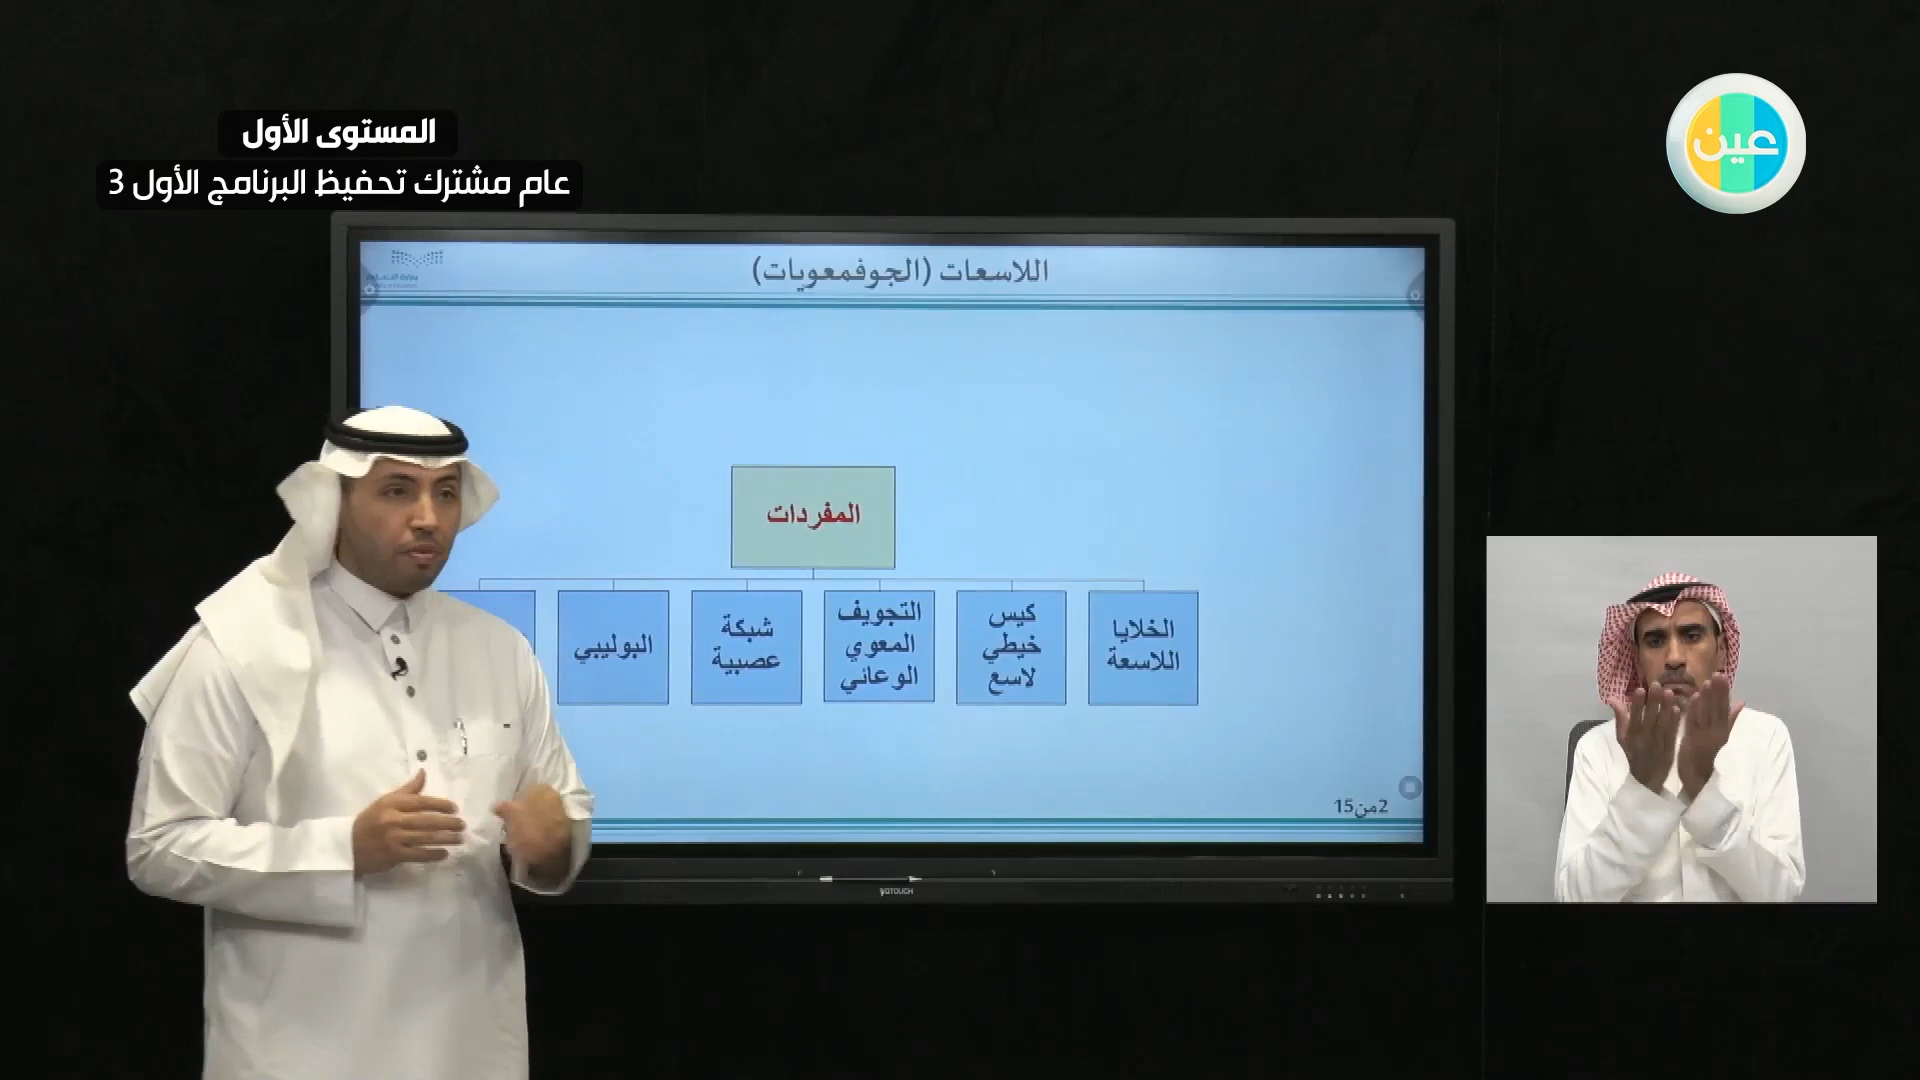 المستوى الأول
عام مشترك تحفيظ البرنامج الأول 3
عين
اللاسعات (الجوفمعويات)
المفردات
الخلايا
اللاسعة
كيس
خيطي
لاسع
التجويف
المعوي
الوعائي
شبكة
عصبية
البوليبي
2من15